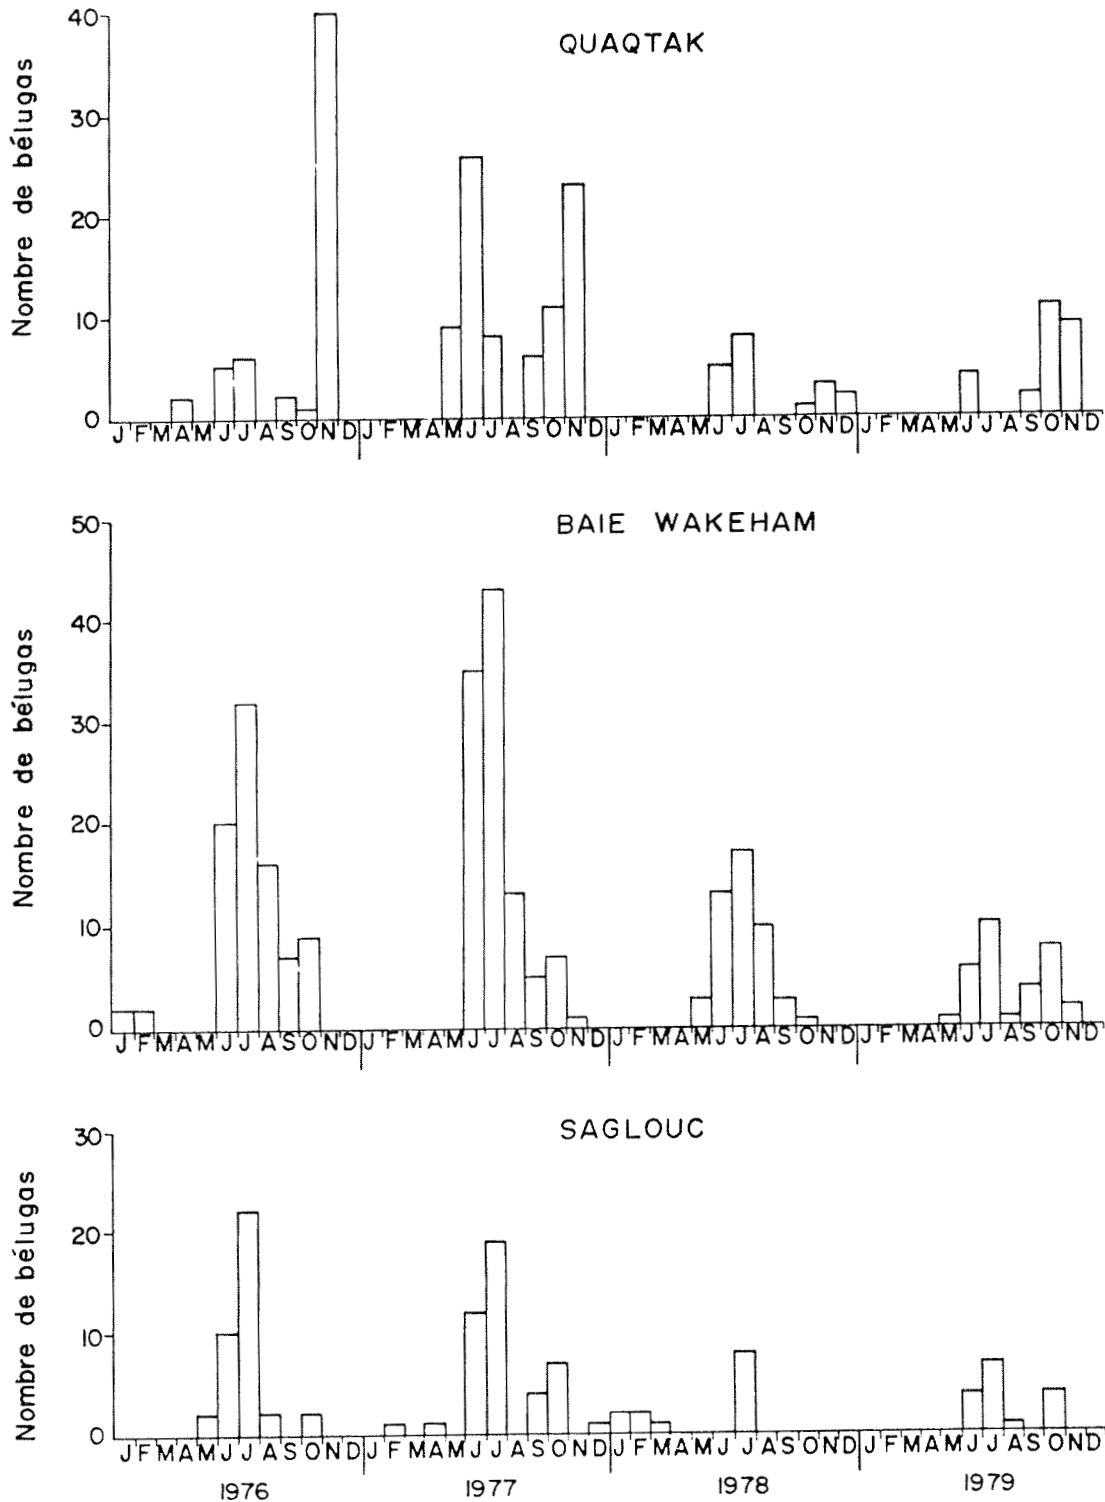 QUAQTAK
Nombre de bélugas
40
30
20
10
0
J F M A M J J A S O N D J F M A M J J A S O N D J F M A M J J A S O N D J F M A M J J A S O N D
BAIE WAKEHAM
Nombre de bélugas
50
40
30
20
10
0
J F M A M J J A S O N D J F M A M J J A S O N D J F M A M J J A S O N D J F M A M J J A S O N D
SAGLOUC
Nombre de bélugas
30
20
10
0
J F M A M J J A S O N D J F M A M J J A S O N D J F M A M J J A S O N D J F M A M J J A S O N D
1976 1977 1978 1979